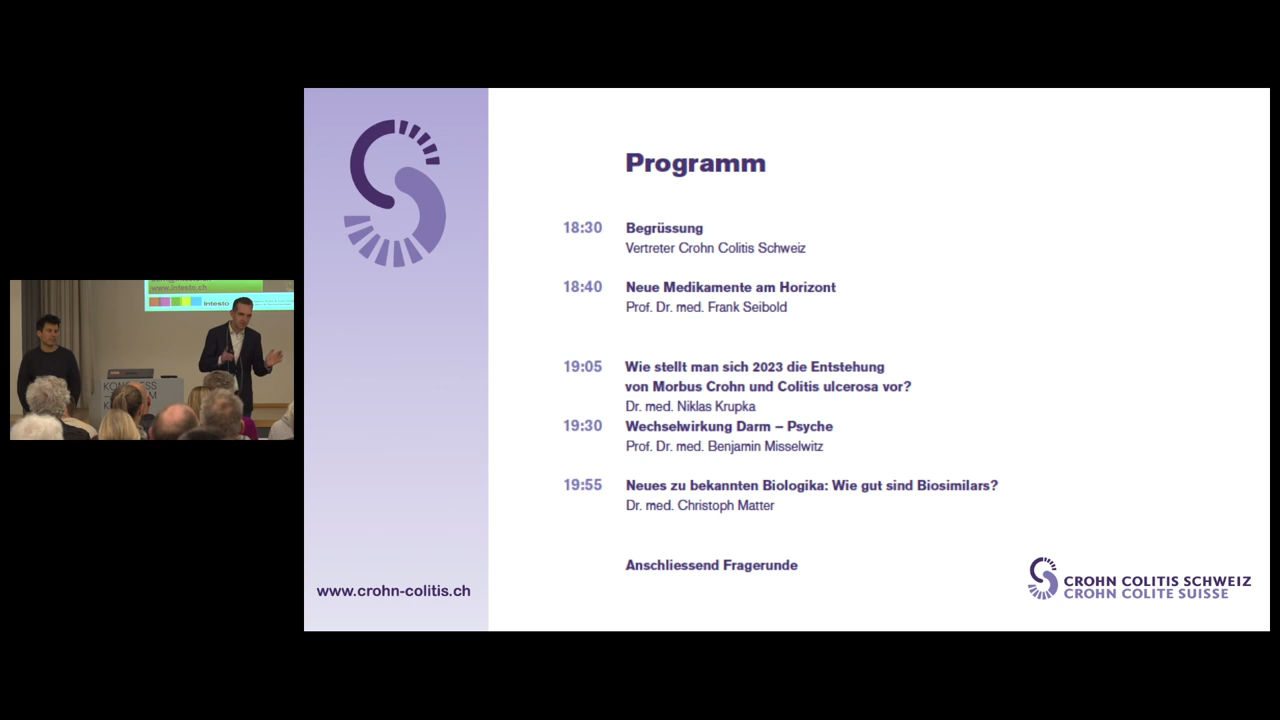 www.intesto.ch
intesto
KONGRESS
Programm
18:30 Begrüssung
Vertreter Crohn Colitis Schweiz
18:40 Neue Medikamente am Horizont
Prof. Dr. med. Frank Seibold
19:05 Wie stellt man sich 2023 die Entstehung
von Morbus Crohn und Colitis ulcerosa vor?
Dr. med. Niklas Krupka
19:30 Wechselwirkung Darm – Psyche
Prof. Dr. med. Benjamin Misselwitz
19:55 Neues zu bekannten Biologika: Wie gut sind Biosimilars?
Dr. med. Christoph Matter
Anschliessend Fragerunde
www.crohn-colitis.ch
CROHN COLITIS SCHWEIZ
CROHN COLITE SUISSE